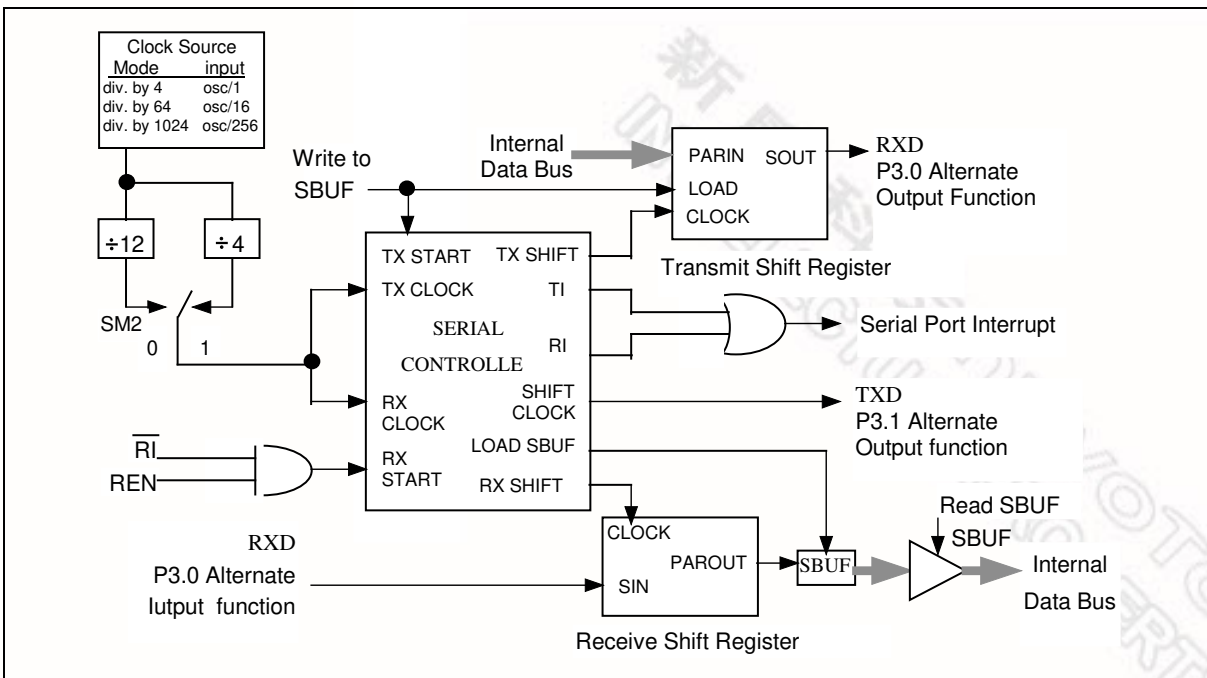 Clock Source
Mode input
div. by 4 osc/1
div. by 64 osc/16
div. by 1024 osc/256
÷12
÷4
SM2
0 1
Write to
SBUF
Internal
Data Bus
PARIN SOUT
LOAD
CLOCK
Transmit Shift Register
RXD
P3.0 Alternate
Output Function
TX START TX SHIFT
TX CLOCK TI
SERIAL
RI
CONTROLLE
SHIFT
CLOCK
RX
CLOCK
LOAD SBUF
RX
START
RX SHIFT
Serial Port Interrupt
TXD
P3.1 Alternate
Output function
RI
REN
RXD
P3.0 Alternate
Iutput function
CLOCK
PAROUT
SIN
Receive Shift Register
SBUF
Read SBUF
SBUF
Internal
Data Bus